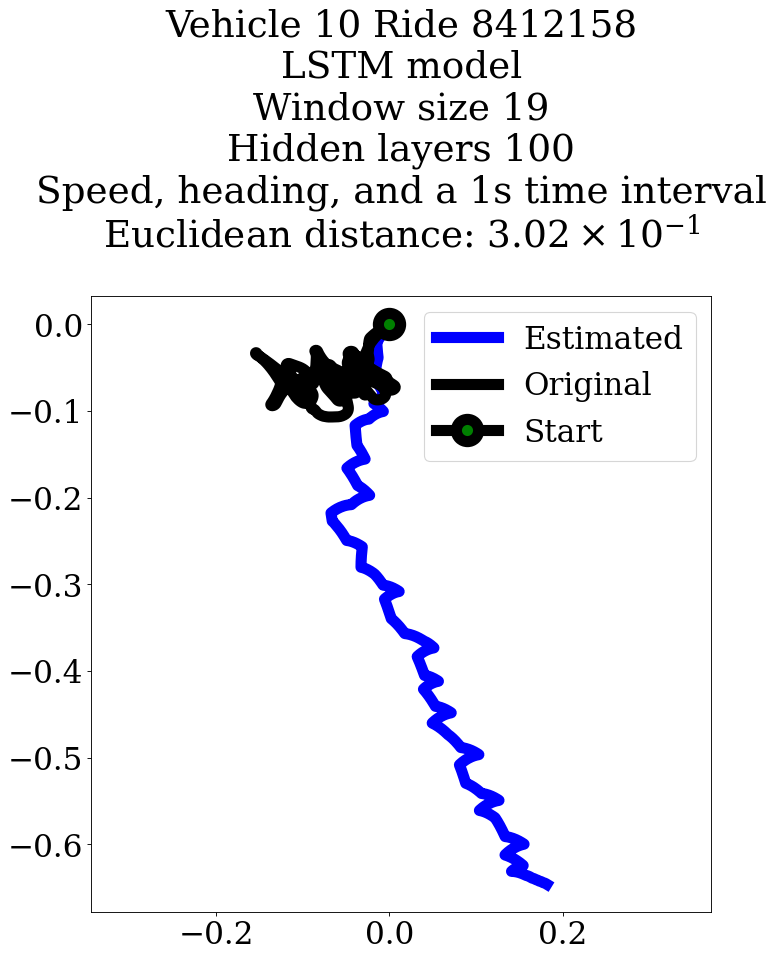 Vehicle 10 Ride 8412158
LSTM model
Window size 19
Hidden layers 100
Speed, heading, and a 1s time interval
Euclidean distance: 3.02 × 10⁻¹
Estimated
Original
Start
0.0
−0.1
−0.2
−0.3
−0.4
−0.5
−0.6
−0.2 0.0 0.2